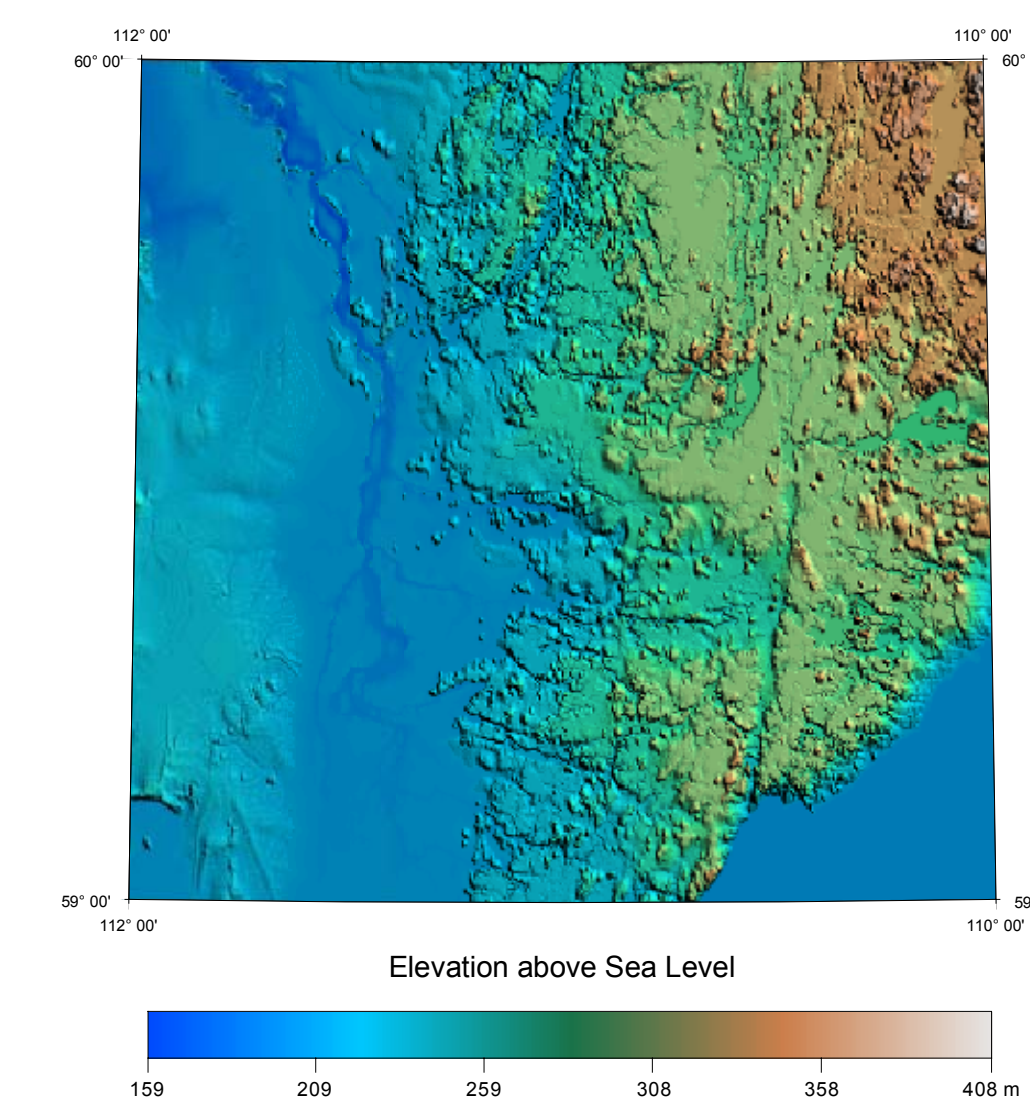 112° 00' 110° 00'
60° 00' 60°
59° 00' 59
112° 00' 110° 00'
Elevation above Sea Level
159 209 259 308 358 408 m